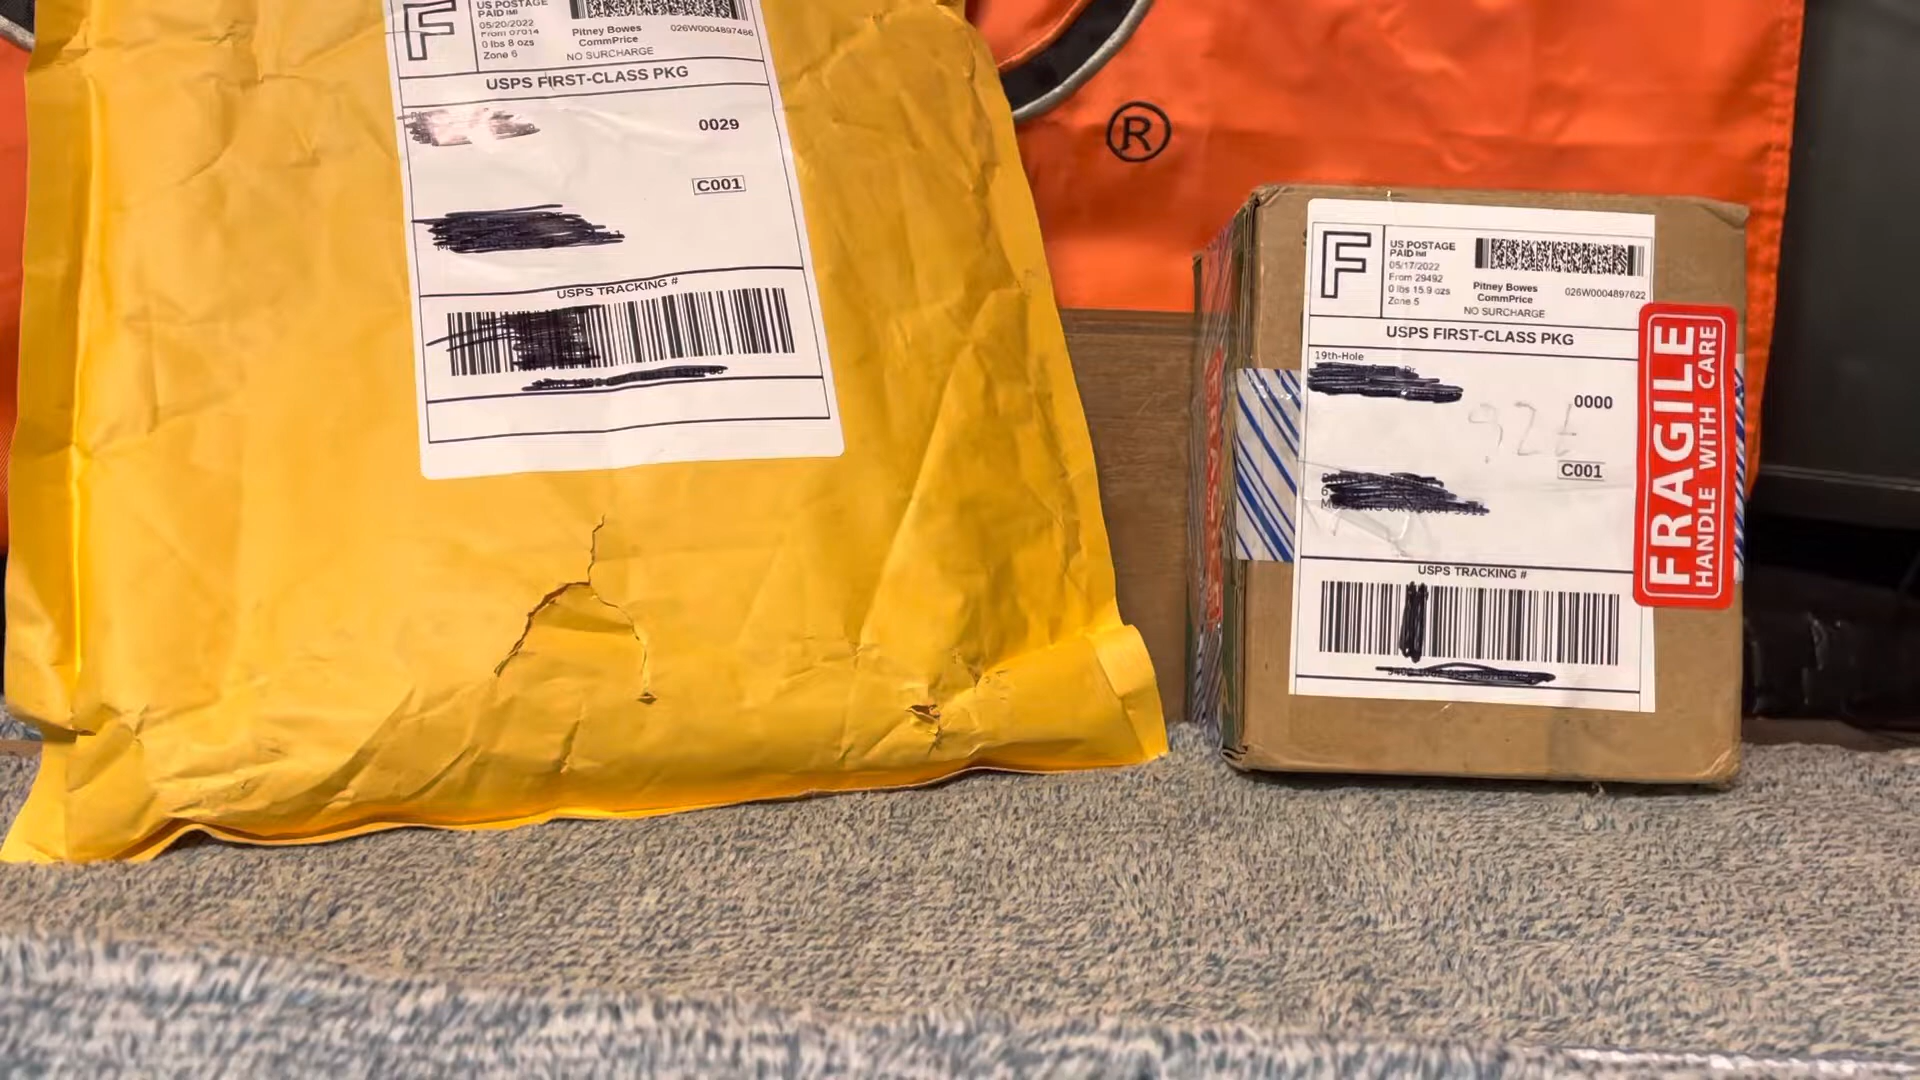 F
US POSTAGE
PAID IMI
05/20/2022
From 07014
0 lbs 8 ozs
Zone 6
Pitney Bowes
CommPrice
NO SURCHARGE
026W0004897486
USPS FIRST-CLASS PKG
0029
C001
USPS TRACKING #
®
F
US POSTAGE
PAID IMI
05/17/2022
From 29492
0 lbs 15.9 ozs
Zone 5
Pitney Bowes
CommPrice
NO SURCHARGE
026W0004897622
USPS FIRST-CLASS PKG
19th-Hole
0000
C001
USPS TRACKING #
FRAGILE
HANDLE WITH CARE